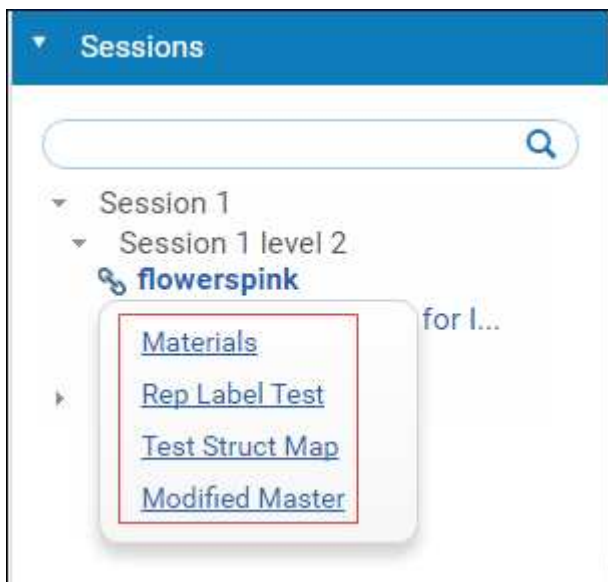 Sessions
Session 1
Session 1 level 2
flowerspink
for l...
Materials
Rep Label Test
Test Struct Map
Modified Master